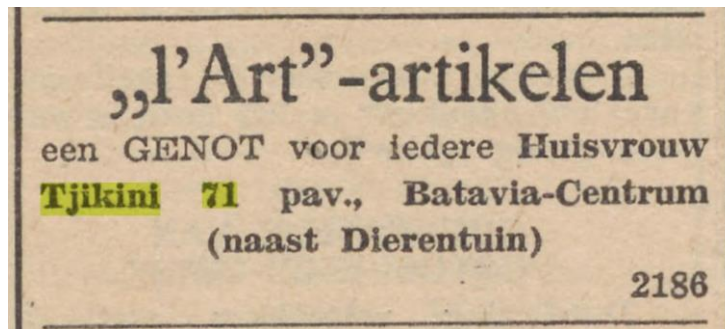 „l’Art”-artikelen
een GENOT voor iedere Huisvrouw
Tjikini 71 pav., Batavia-Centrum
(naast Dierentuin)
2186